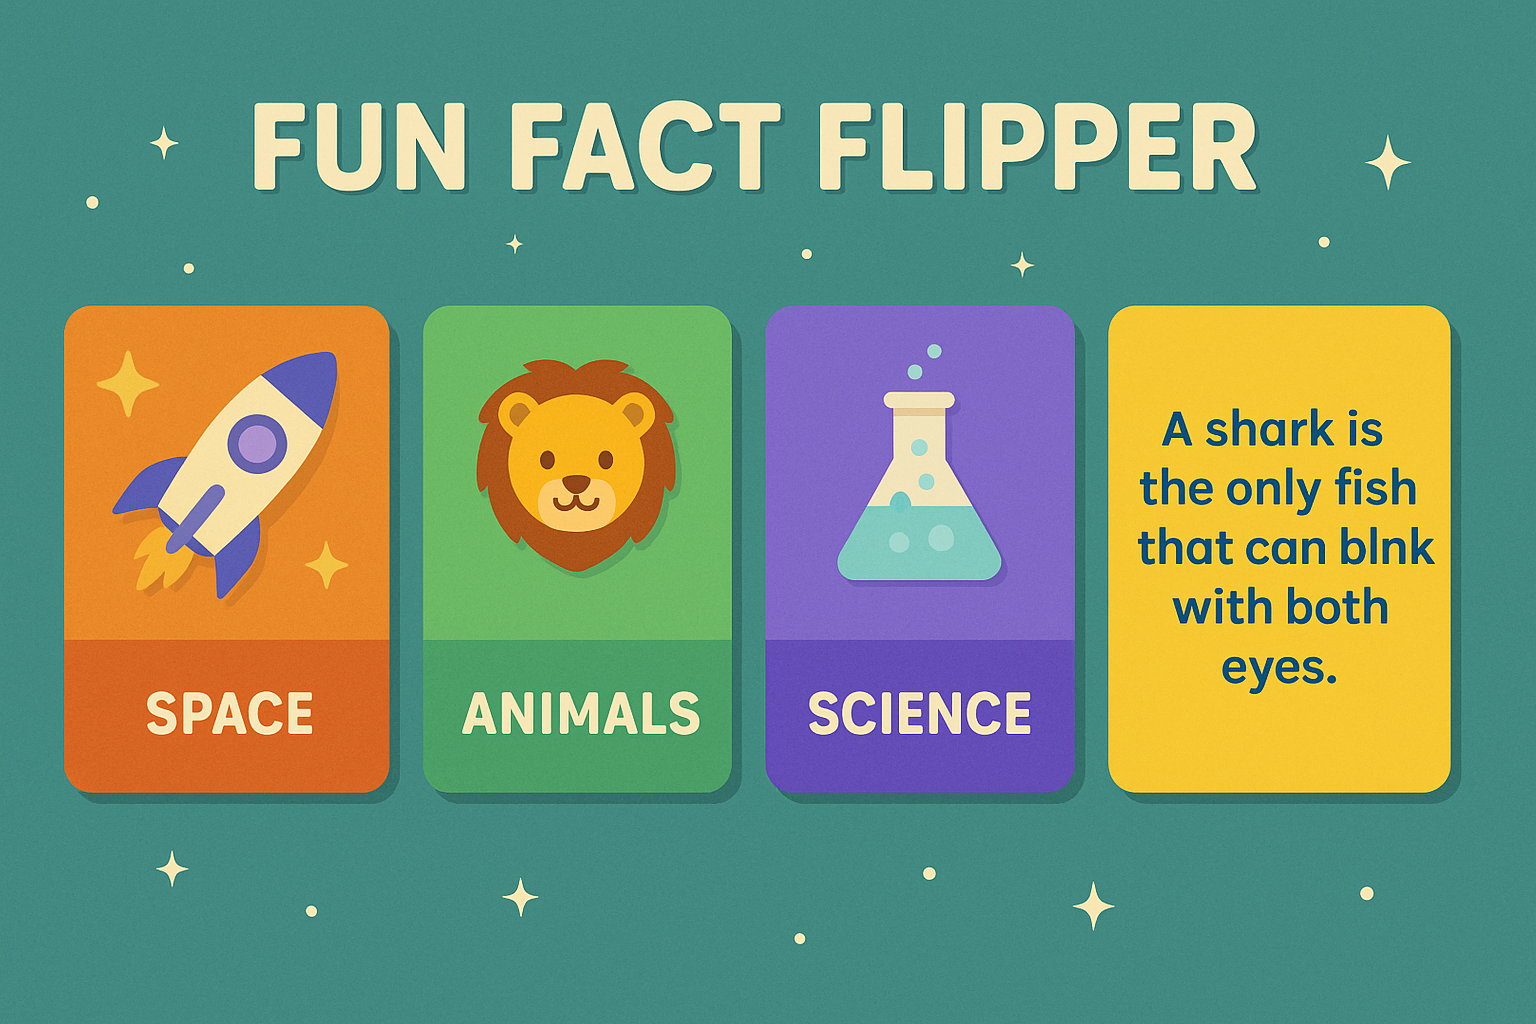 FUN FACT FLIPPER
SPACE
ANIMALS
SCIENCE
A shark is
the only fish
that can blnk
with both
eyes.